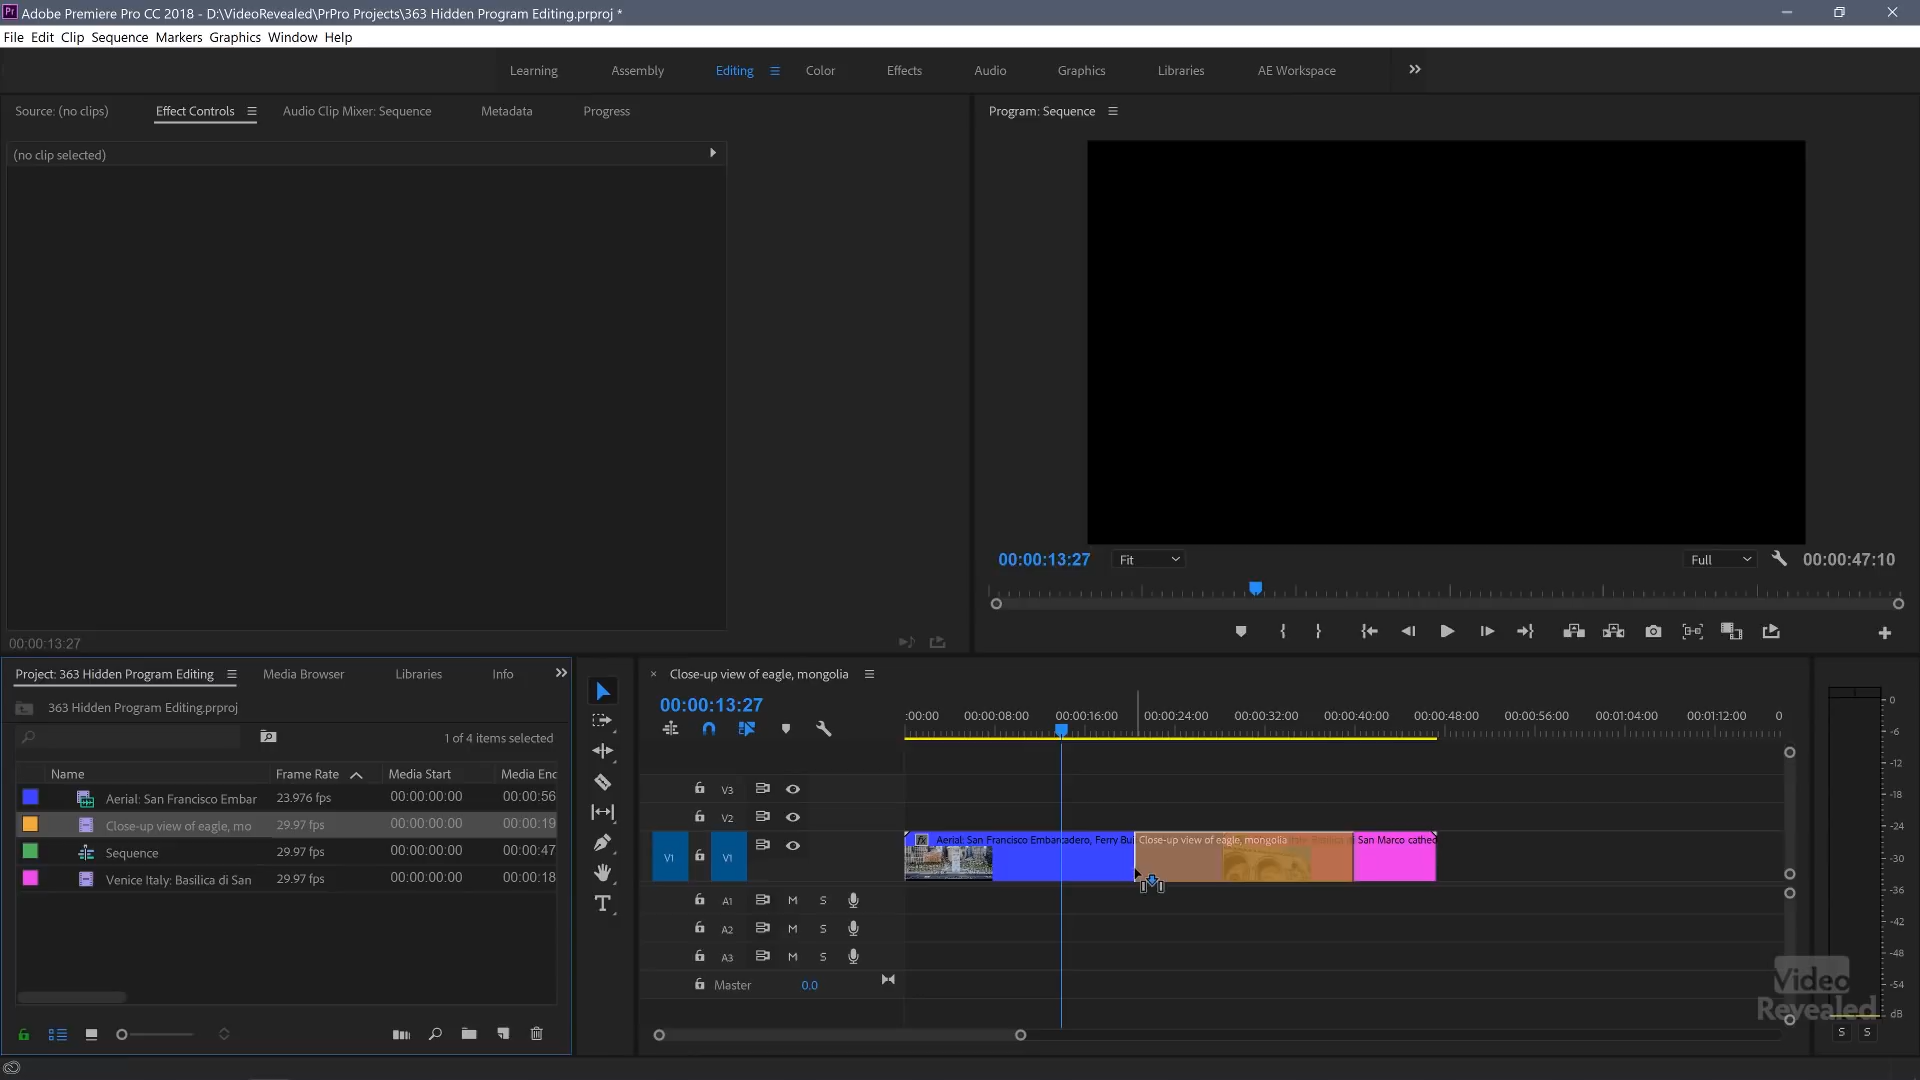 Adobe Premiere Pro CC 2018 - D:\VideoRevealed\PrPro Projects\363 Hidden Program Editing.prproj *
File Edit Clip Sequence Markers Graphics Window Help
Learning Assembly Editing Color Effects Audio Graphics Libraries AE Workspace
Source: (no clips) Effect Controls Audio Clip Mixer: Sequence Metadata Progress
(no clip selected)
00:00:13:27
Program: Sequence
00:00:13:27 Fit Full 00:00:47:10
Project: 363 Hidden Program Editing Media Browser Libraries Info
363 Hidden Program Editing.prproj
1 of 4 items selected
Name Frame Rate Media Start Media End
Aerial: San Francisco Embar 23.976 fps 00:00:00:00 00:00:56
Close-up view of eagle, mo 29.97 fps 00:00:00:00 00:00:19
Sequence 29.97 fps 00:00:00:00 00:00:47
Venice Italy: Basilica di San 29.97 fps 00:00:00:00 00:00:18
Close-up view of eagle, mongolia
00:00:13:27
:00:00 00:00:08:00 00:00:16:00 00:00:24:00 00:00:32:00 00:00:40:00 00:00:48:00 00:00:56:00 00:01:04:00 00:01:12:00 0
V3
V2
V1 V1
Aerial: San Francisco Embarcadero, Ferry Bui Close-up view of eagle, mongolia San Marco cathed
A1 M S
A2 M S
A3 M S
Master 0.0
0
-6
-12
-18
-24
-30
-36
-42
-48
-54
dB
S S
Video
Revealed